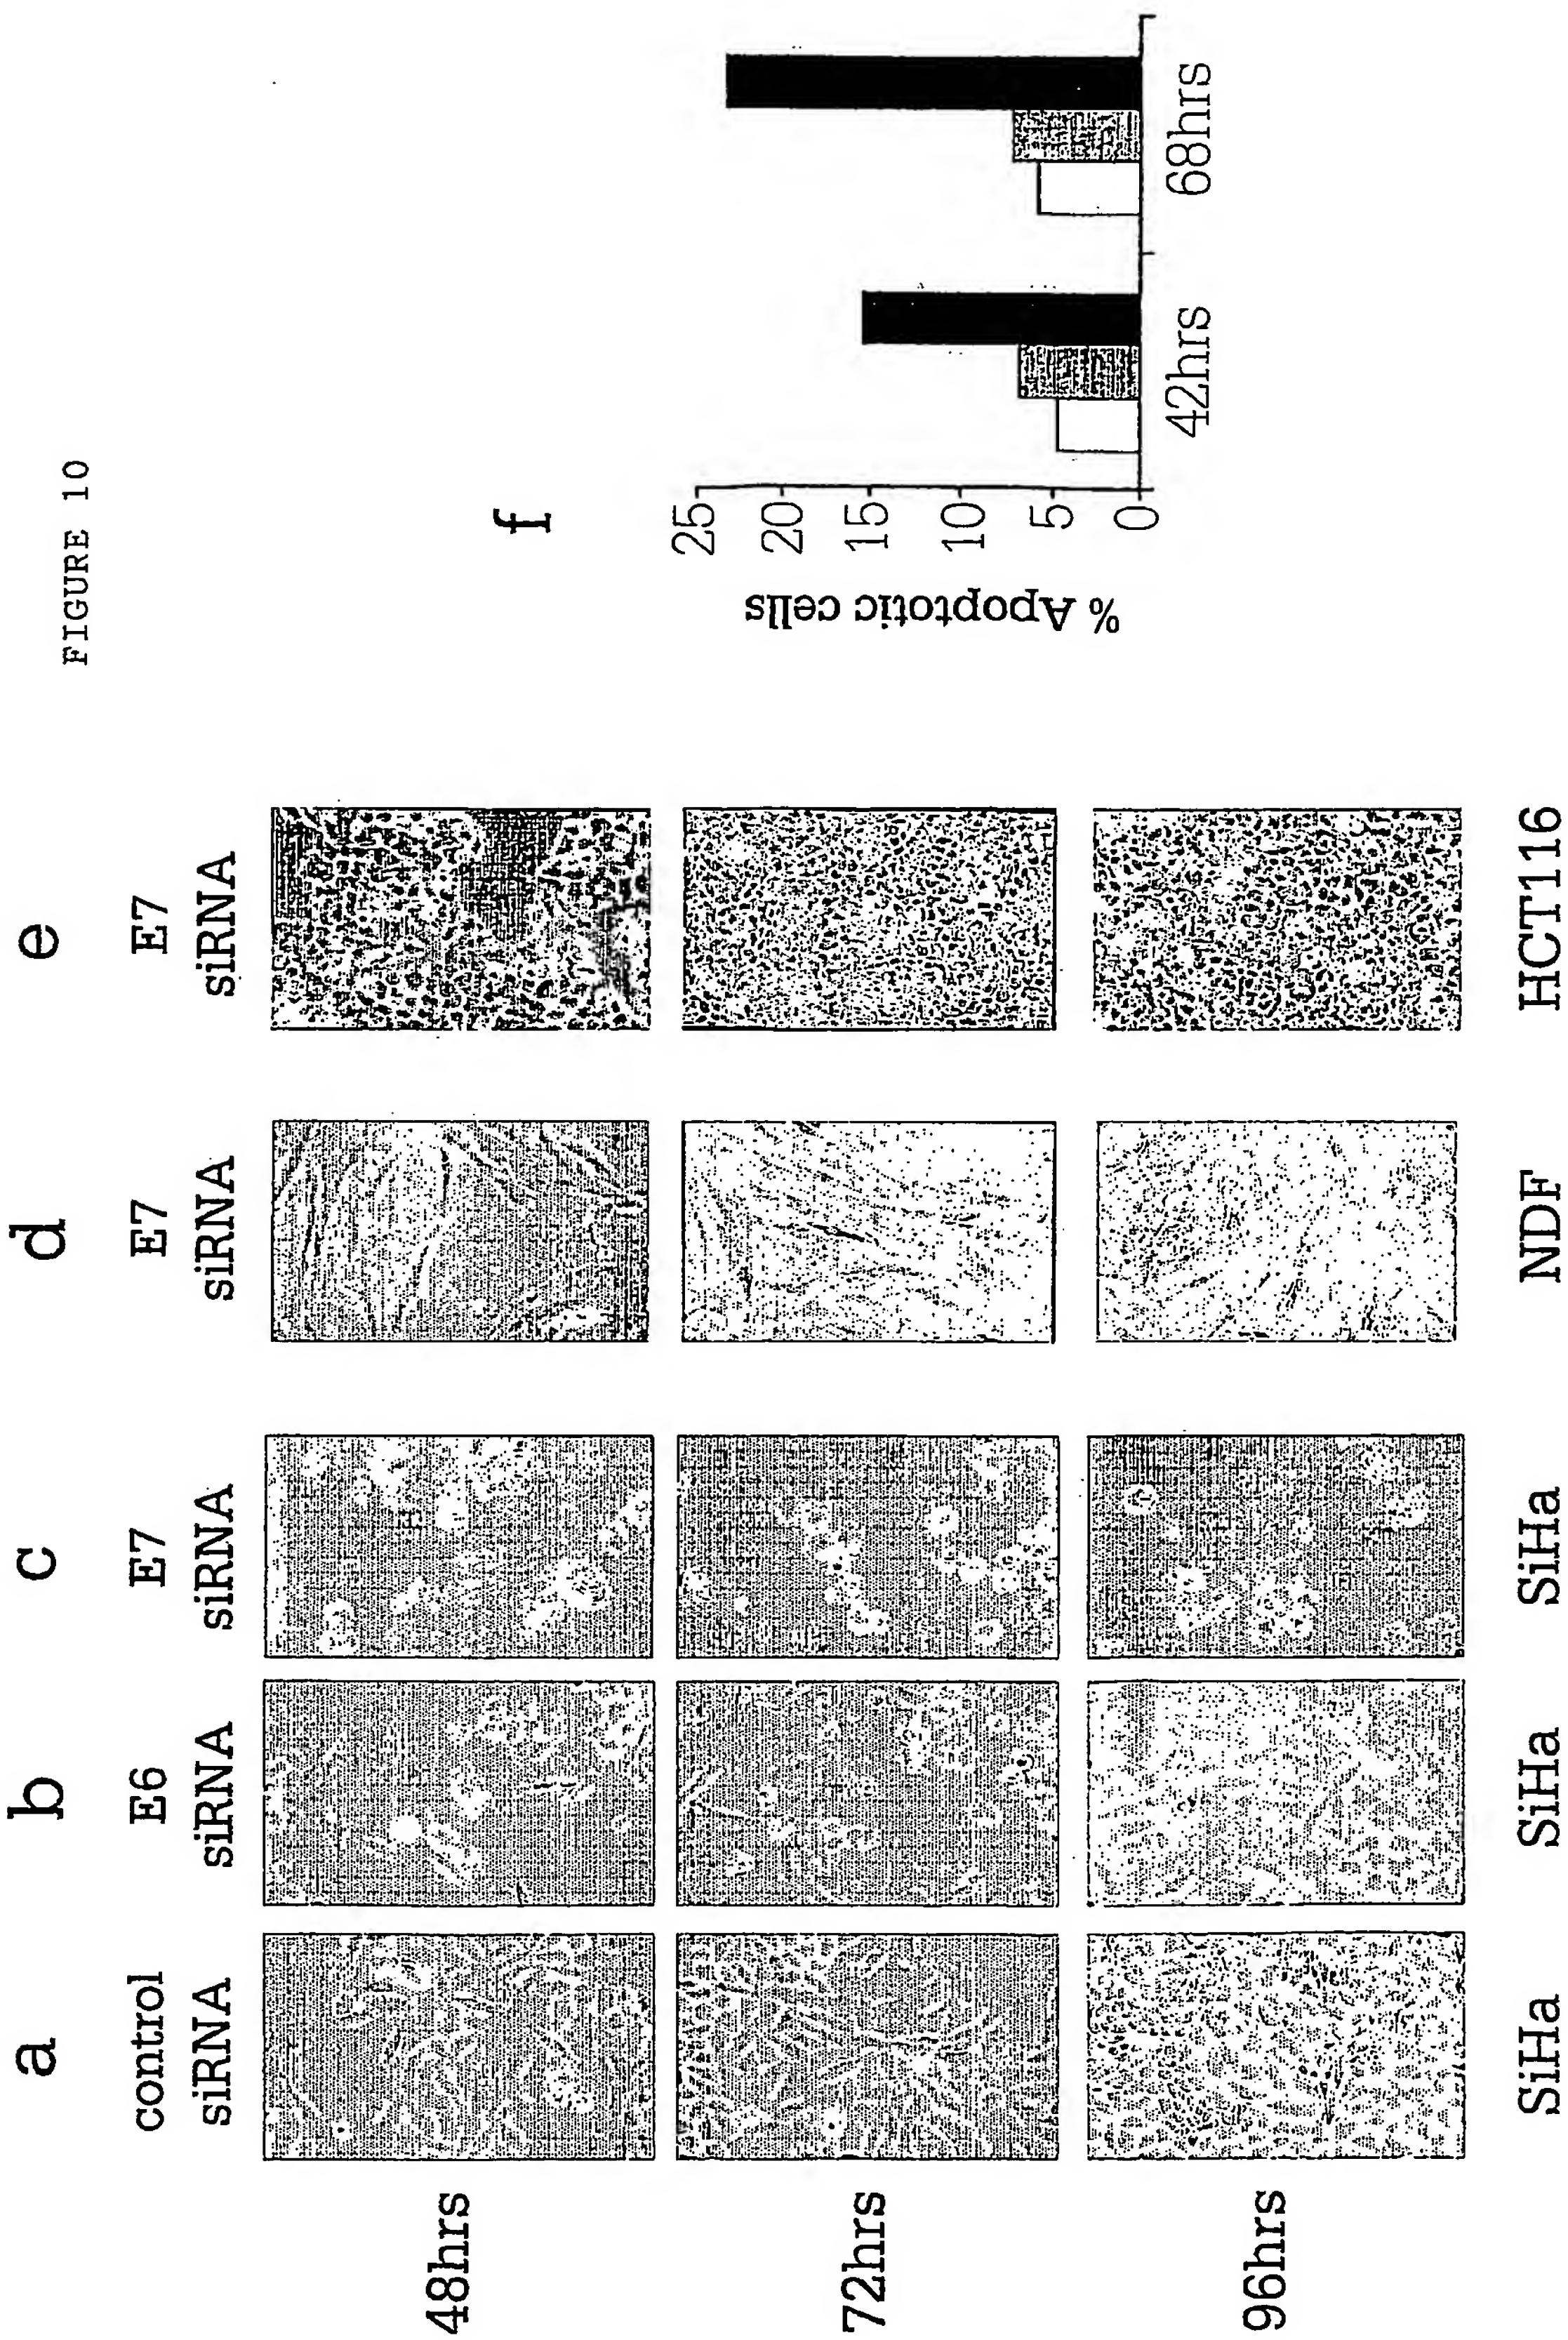 FIGURE 10
a b c d e
control E6 E7 E7 E7
siRNA siRNA siRNA siRNA siRNA
48hrs
72hrs
96hrs
SiHa SiHa SiHa NDF HCT116
f
% Apoptotic cells
25
20
15
10
5
0
42hrs 68hrs